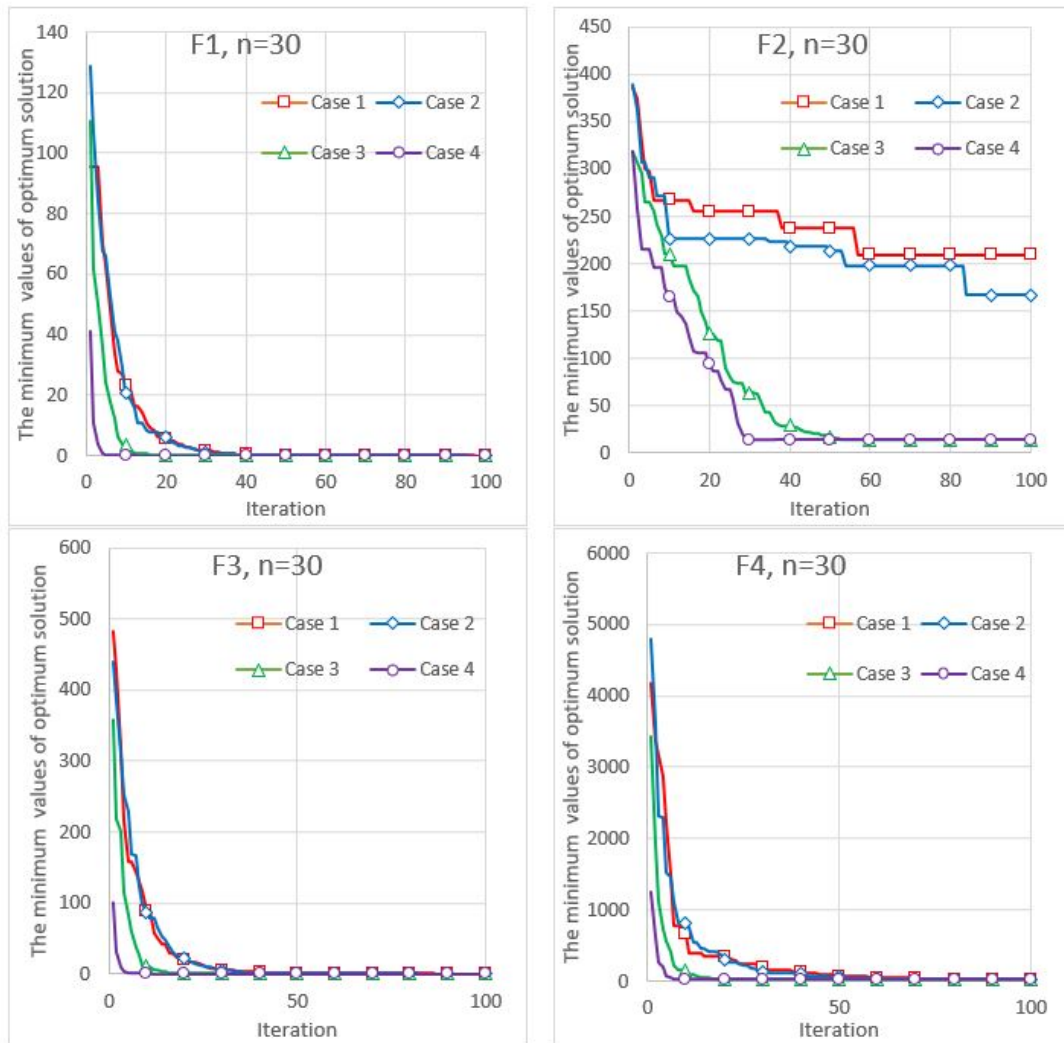 F1, n=30
The minimum values of optimum solution
140
120
100
80
60
40
20
0
Case 1 Case 2
Case 3 Case 4
0 20 40 60 80 100
Iteration
F2, n=30
The minimum values of optimum solution
450
400
350
300
250
200
150
100
50
0
Case 1 Case 2
Case 3 Case 4
0 20 40 60 80 100
Iteration
F3, n=30
The minimum values of optimum solution
600
500
400
300
200
100
0
Case 1 Case 2
Case 3 Case 4
0 50 100
Iteration
F4, n=30
The minimum values of optimum solution
6000
5000
4000
3000
2000
1000
0
Case 1 Case 2
Case 3 Case 4
0 50 100
Iteration